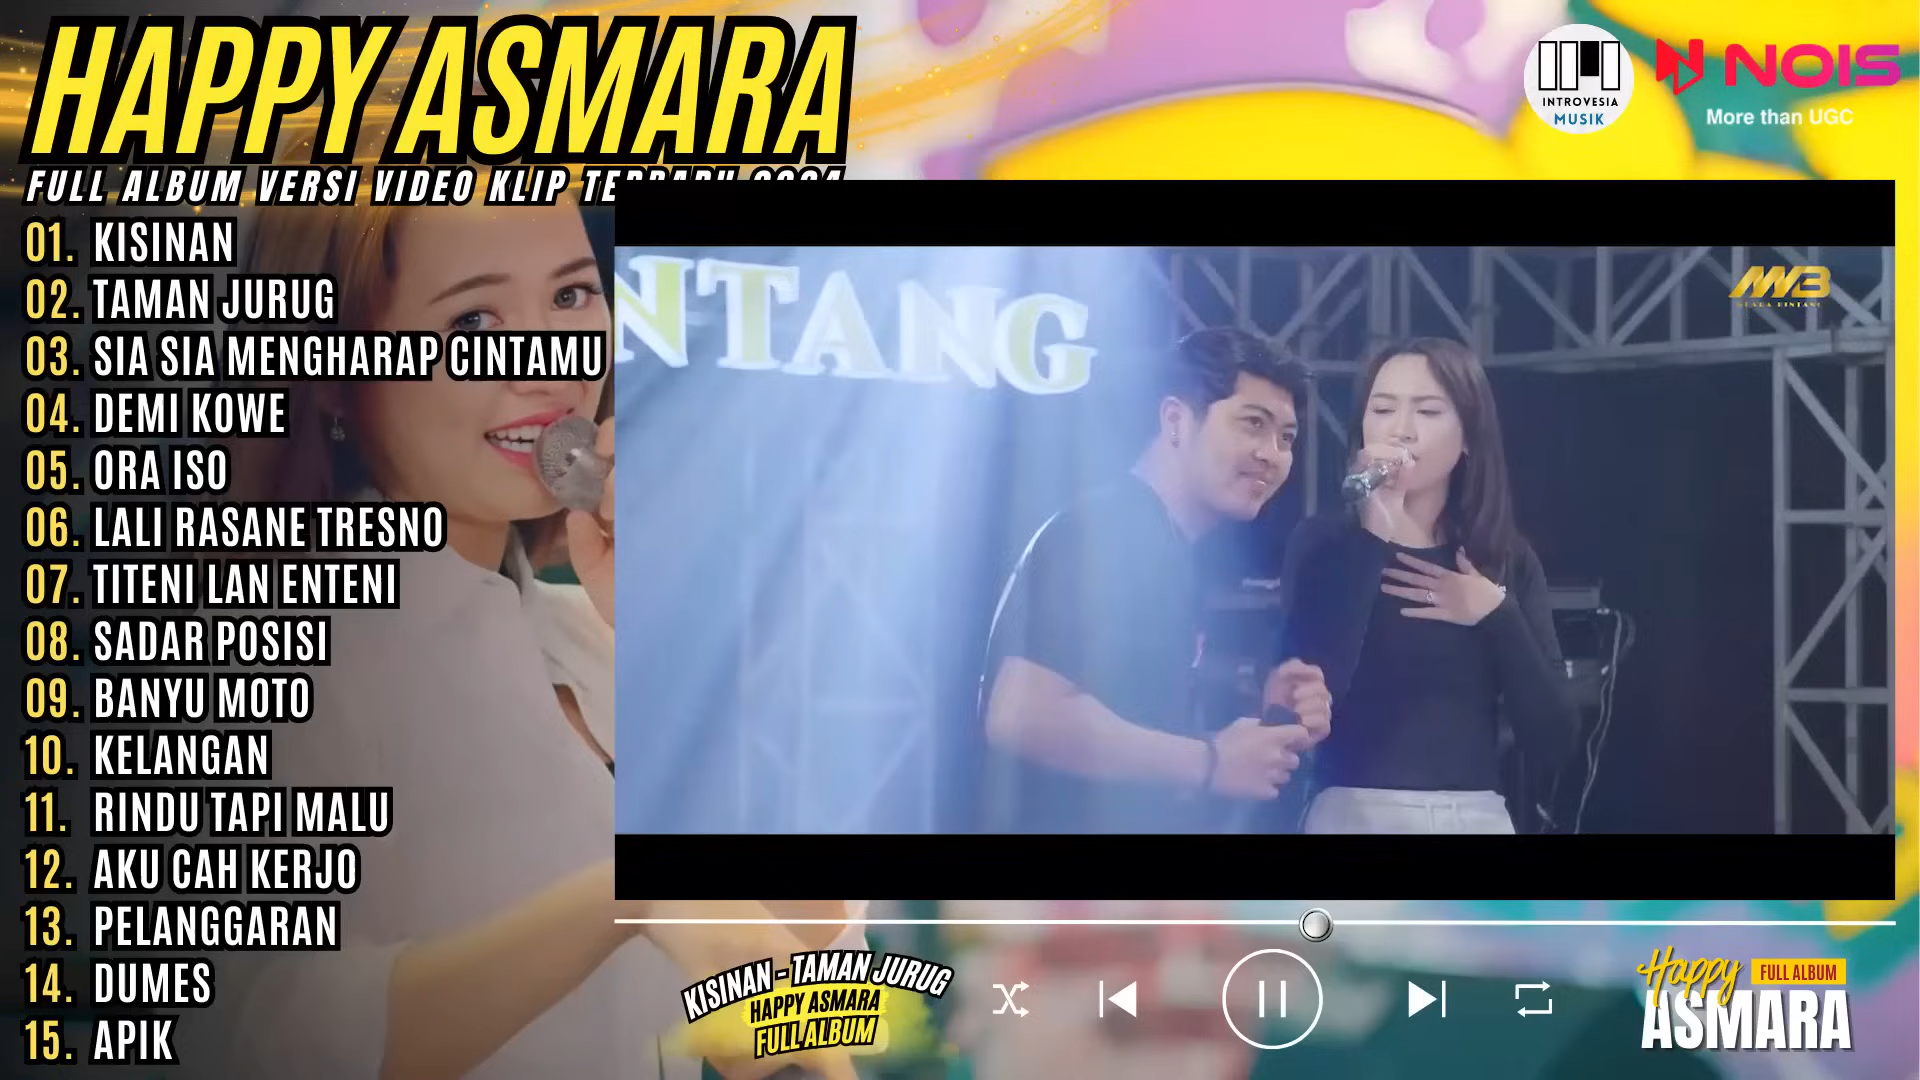 HAPPY ASMARA
FULL ALBUM VERSI VIDEO KLIP
01. KISINAN
02. TAMAN JURUG
03. SIA SIA MENGHARAP CINTAMU
04. DEMI KOWE
05. ORA ISO
06. LALI RASANE TRESNO
07. TITENI LAN ENTENI
08. SADAR POSISI
09. BANYU MOTO
10. KELANGAN
11. RINDU TAPI MALU
12. AKU CAH KERJO
13. PELANGGARAN
14. DUMES
15. APIK
INTROVESIA
MUSIK
NOIS
More than UGC
NTANG
KISINAN - TAMAN JURUG
HAPPY ASMARA
FULL ALBUM
Happy
FULL ALBUM
ASMARA